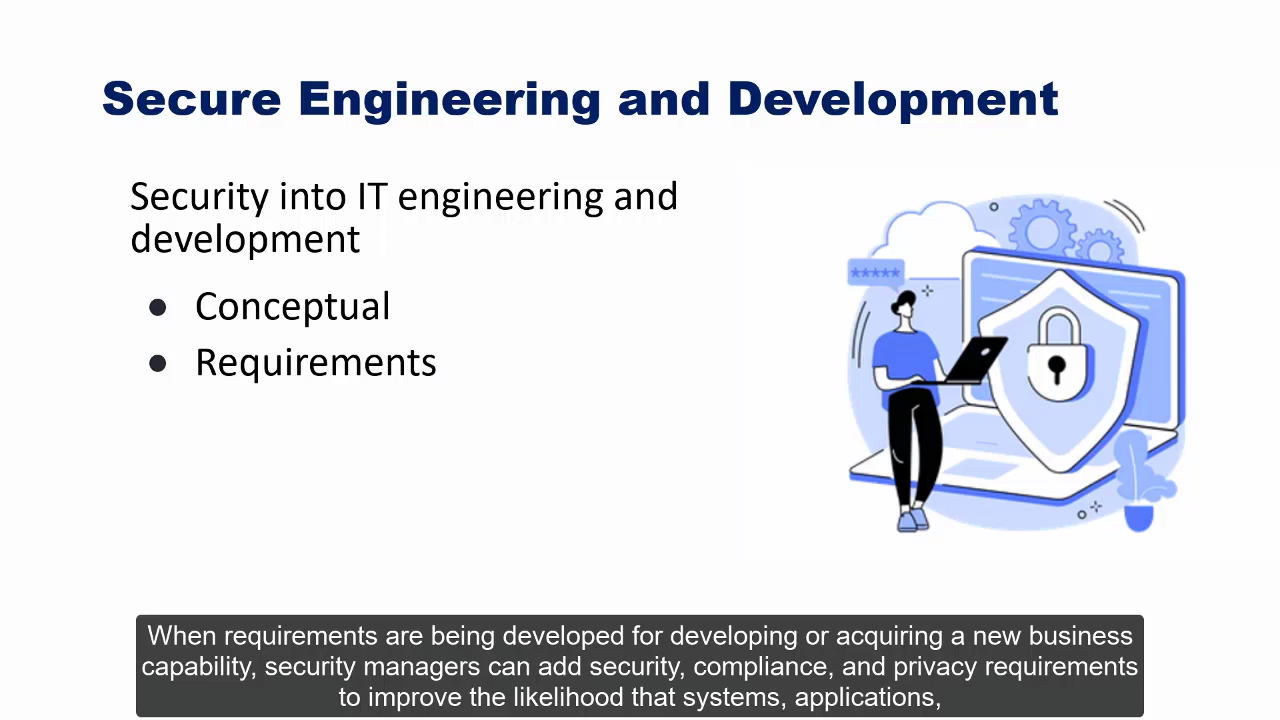 Secure Engineering and Development
Security into IT engineering and
development
● Conceptual
● Requirements
*****
When requirements are being developed for developing or acquiring a new business
capability, security managers can add security, compliance, and privacy requirements
to improve the likelihood that systems, applications,